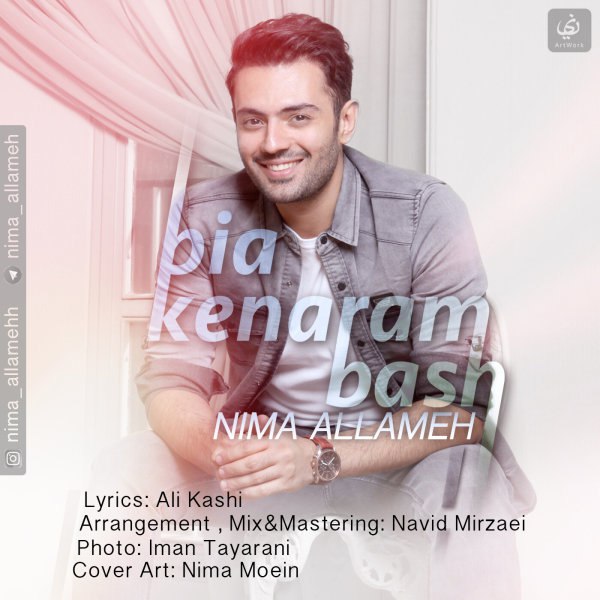 رَدی
ArtWork
nima_allameh
nima_allamehh
bia
kenaram
bash
NIMA ALLAMEH
Lyrics: Ali Kashi
Arrangement , Mix&Mastering: Navid Mirzaei
Photo: Iman Tayarani
Cover Art: Nima Moein